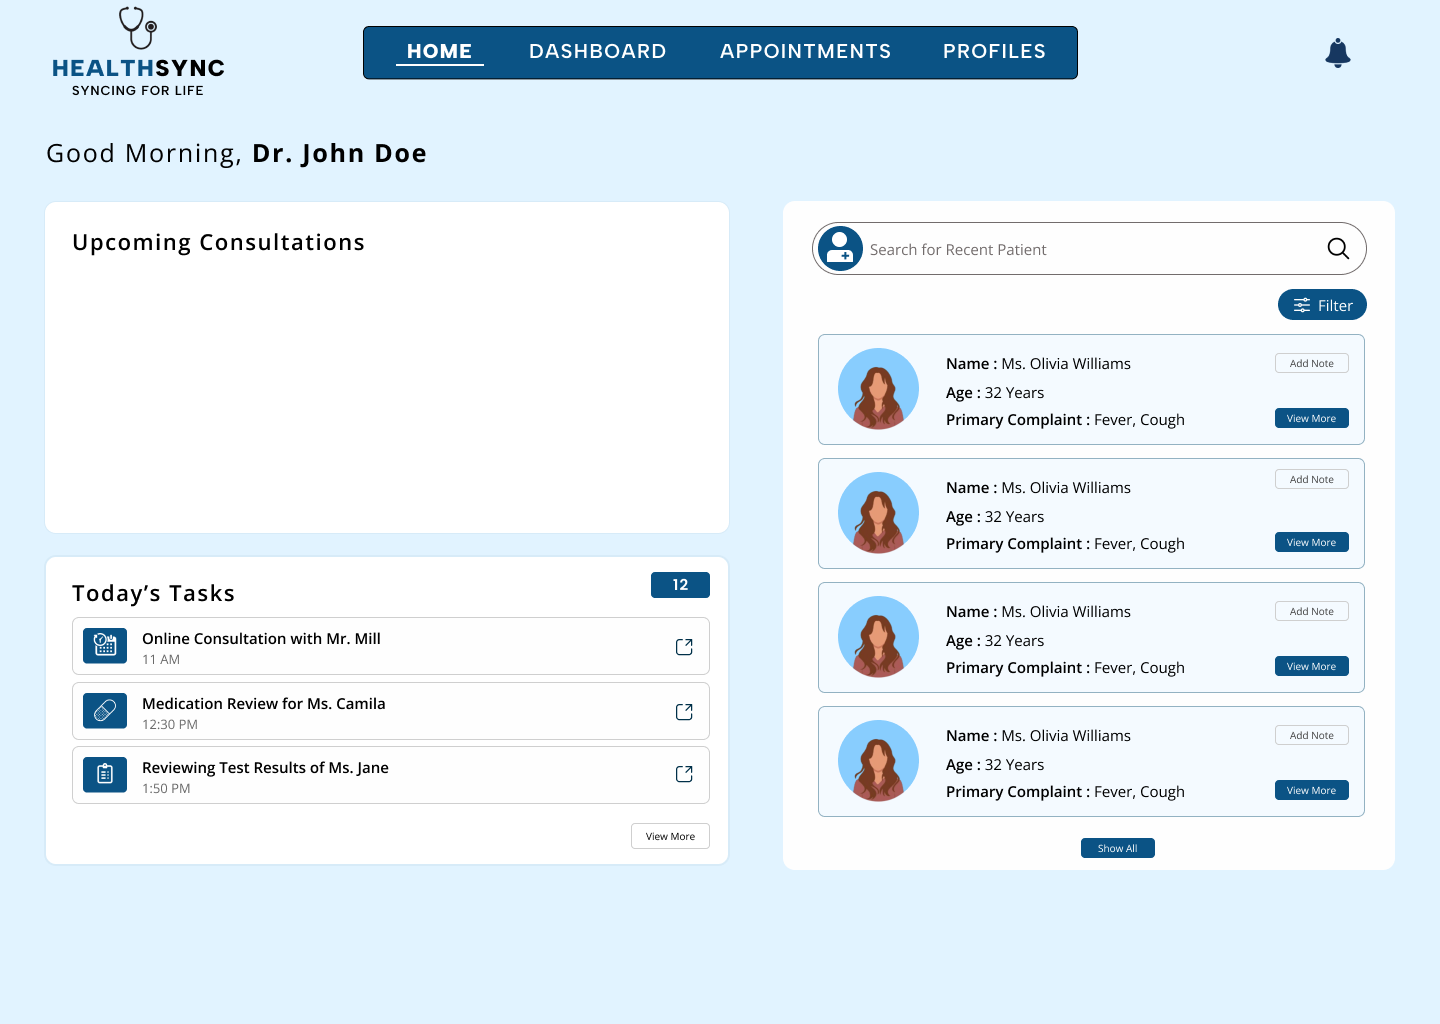 HEALTHSYNC
SYNCING FOR LIFE
HOME DASHBOARD APPOINTMENTS PROFILES
Good Morning, Dr. John Doe
Upcoming Consultations
Today’s Tasks
12
Online Consultation with Mr. Mill
11 AM
Medication Review for Ms. Camila
12:30 PM
Reviewing Test Results of Ms. Jane
1:50 PM
View More
Search for Recent Patient
Filter
Name : Ms. Olivia Williams
Age : 32 Years
Primary Complaint : Fever, Cough
Add Note
View More
Name : Ms. Olivia Williams
Age : 32 Years
Primary Complaint : Fever, Cough
Add Note
View More
Name : Ms. Olivia Williams
Age : 32 Years
Primary Complaint : Fever, Cough
Add Note
View More
Name : Ms. Olivia Williams
Age : 32 Years
Primary Complaint : Fever, Cough
Add Note
View More
Show All